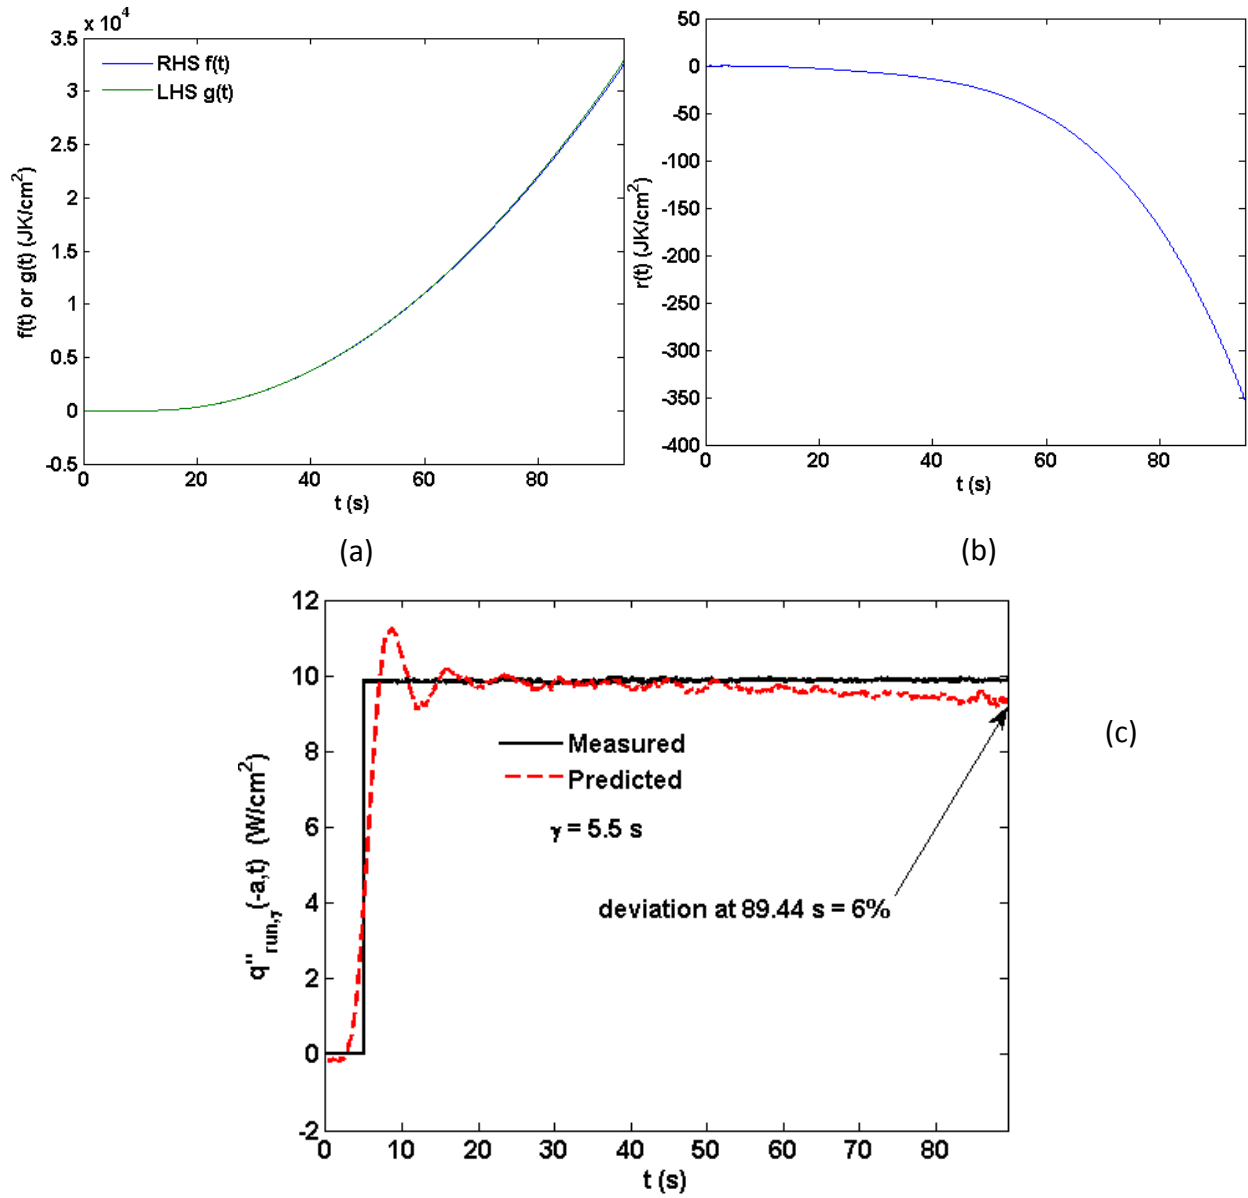 x 10^4
3.5
3
2.5
2
1.5
1
0.5
0
-0.5
RHS f(t)
LHS g(t)
f(t) or g(t) (JK/cm^2)
0
20
40
60
80
t (s)
(a)
50
0
-50
-100
-150
-200
-250
-300
-350
-400
r(t) (JK/cm^2)
0
20
40
60
80
t (s)
(b)
12
10
8
6
4
2
0
-2
q''_run,γ(-a,t) (W/cm^2)
Measured
Predicted
γ = 5.5 s
deviation at 89.44 s = 6%
0
10
20
30
40
50
60
70
80
t (s)
(c)